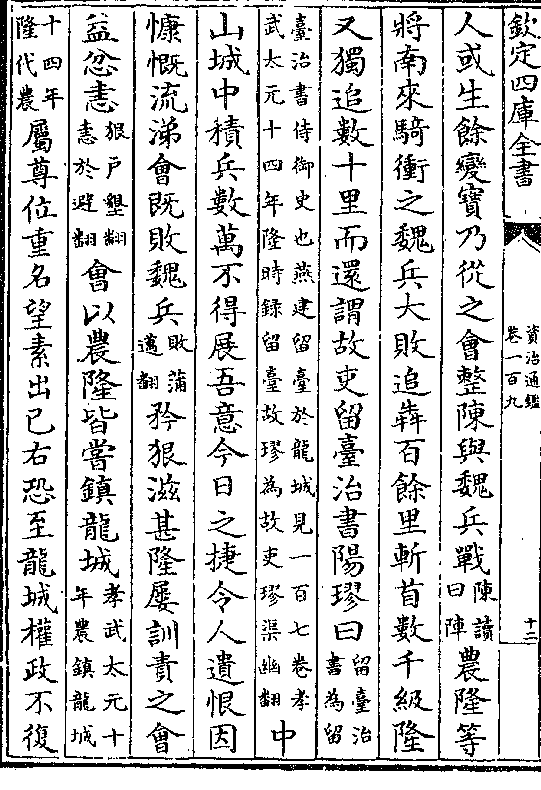 欽定四庫全書
資治通鑑
卷一百九
十二
人或生餘變寶乃從之會整陳與魏兵戰陳讀曰陣農隆等
將南來騎衝之魏兵大敗追犇百餘里斬首數千級隆
又獨追數十里而還謂故吏留臺治書陽璆曰留臺治書為留
臺治書侍御史也燕建留臺於龍城見一百七卷孝武太元十四年隆時録留臺故璆為故吏璆渠幽翻中
山城中積兵數萬不得展吾意今日之捷令人遺恨因
慷慨流涕會既敗魏兵敗蒲邁翻矜狠滋甚隆屢訓責之會
益忿恚狠戶墾翻恚於避翻會以農隆皆嘗鎮龍城孝武太元十年農鎮龍城
十四年隆代農屬尊位重名望素出已右恐至龍城權政不復